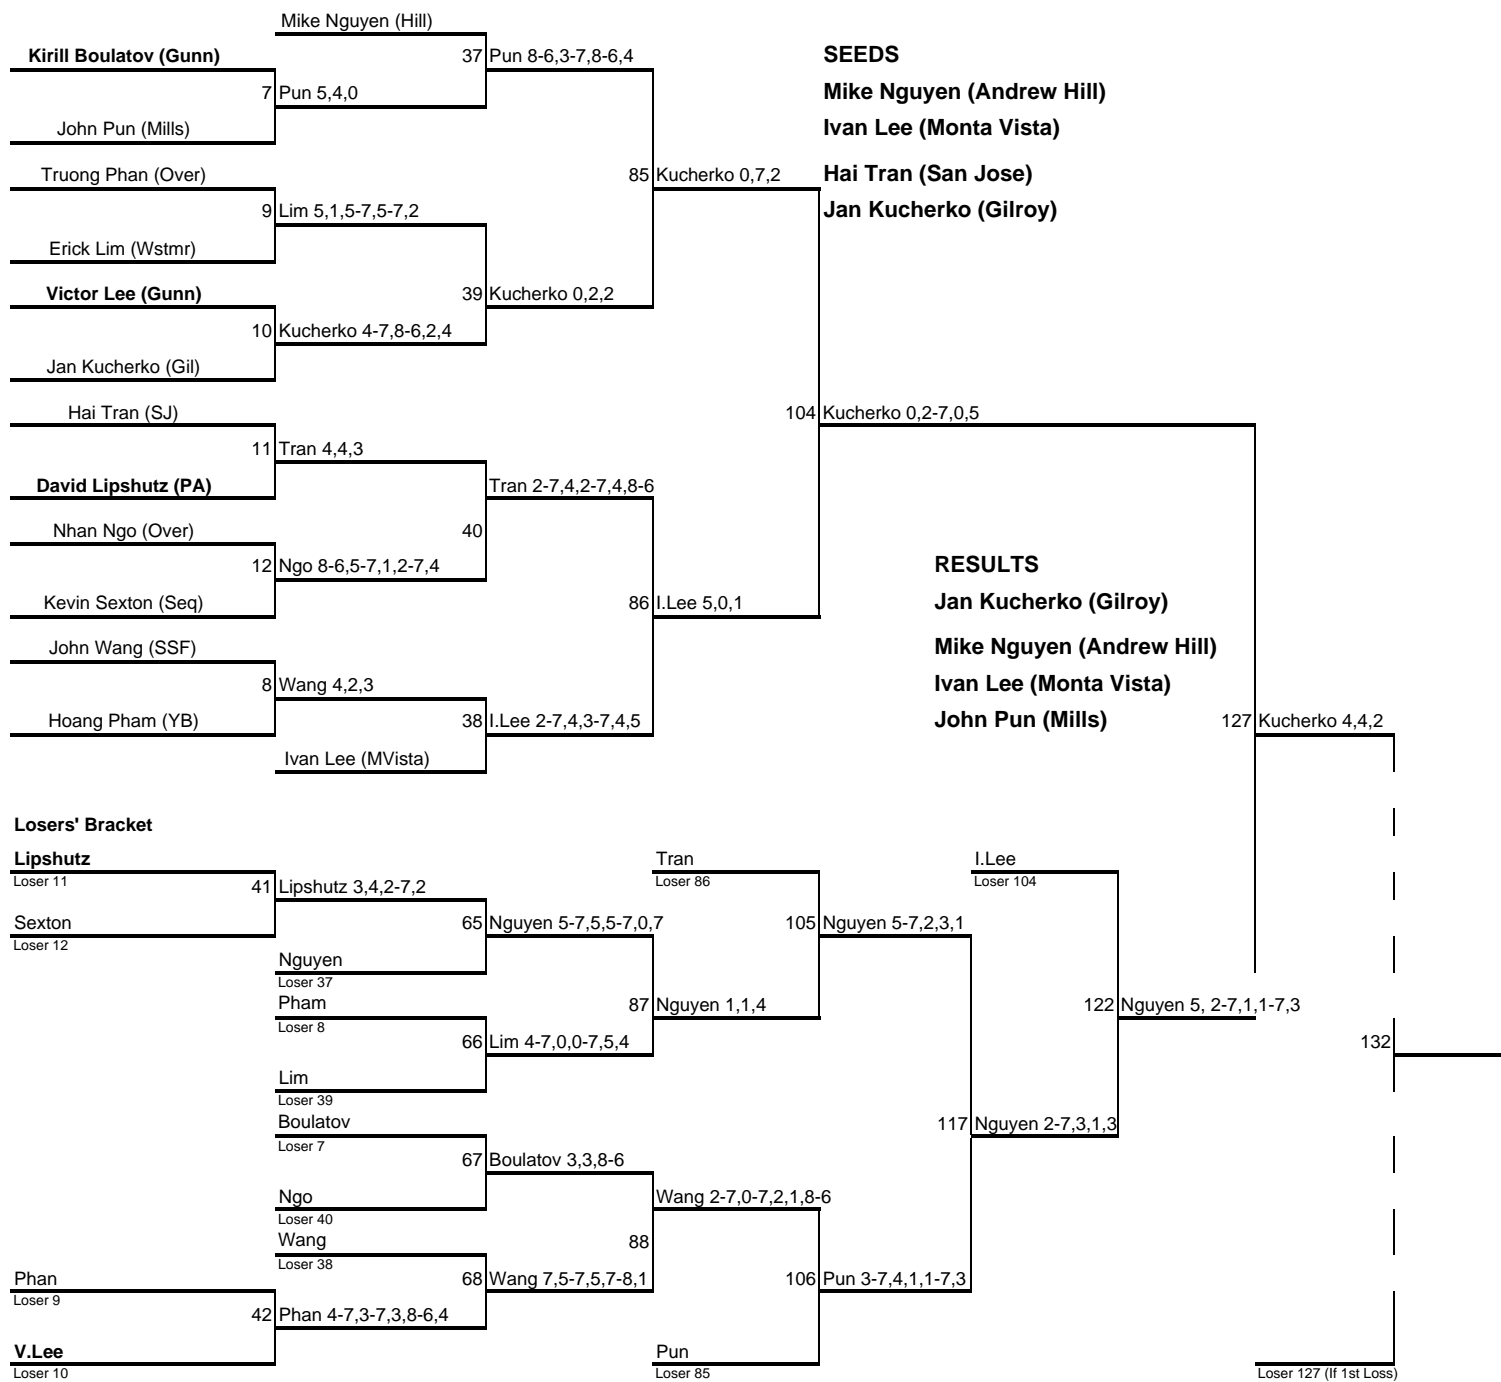 Mike Nguyen (Hill)
Kirill Boulatov (Gunn)
37 Pun 8-6,3-7,8-6,4
SEEDS
7 Pun 5,4,0
Mike Nguyen (Andrew Hill)
John Pun (Mills)
Ivan Lee (Monta Vista)
Truong Phan (Over)
85 Kucherko 0,7,2
Hai Tran (San Jose)
9 Lim 5,1,5-7,5-7,2
Jan Kucherko (Gilroy)
Erick Lim (Wstmr)
Victor Lee (Gunn)
39 Kucherko 0,2,2
10 Kucherko 4-7,8-6,2,4
Jan Kucherko (Gil)
Hai Tran (SJ)
104 Kucherko 0,2-7,0,5
11 Tran 4,4,3
David Lipshutz (PA)
Tran 2-7,4,2-7,4,8-6
Nhan Ngo (Over)
40
12 Ngo 8-6,5-7,1,2-7,4
RESULTS
Kevin Sexton (Seq)
86 I.Lee 5,0,1
Jan Kucherko (Gilroy)
John Wang (SSF)
Mike Nguyen (Andrew Hill)
8 Wang 4,2,3
Ivan Lee (Monta Vista)
Hoang Pham (YB)
38 I.Lee 2-7,4,3-7,4,5
John Pun (Mills)
127 Kucherko 4,4,2
Ivan Lee (MVista)
Losers' Bracket
Lipshutz
Tran
I.Lee
Loser 11
41 Lipshutz 3,4,2-7,2
Loser 86
Loser 104
Sexton
65 Nguyen 5-7,5,5-7,0,7
105 Nguyen 5-7,2,3,1
Loser 12
Nguyen
Loser 37
Pham
87 Nguyen 1,1,4
122 Nguyen 5, 2-7,1,1-7,3
Loser 8
66 Lim 4-7,0,0-7,5,4
132
Lim
Loser 39
Boulatov
117 Nguyen 2-7,3,1,3
Loser 7
67 Boulatov 3,3,8-6
Ngo
Wang 2-7,0-7,2,1,8-6
Loser 40
Wang
88
Loser 38
Phan
68 Wang 7,5-7,5,7-8,1
106 Pun 3-7,4,1,1-7,3
Loser 9
42 Phan 4-7,3-7,3,8-6,4
V.Lee
Pun
Loser 10
Loser 85
Loser 127 (If 1st Loss)